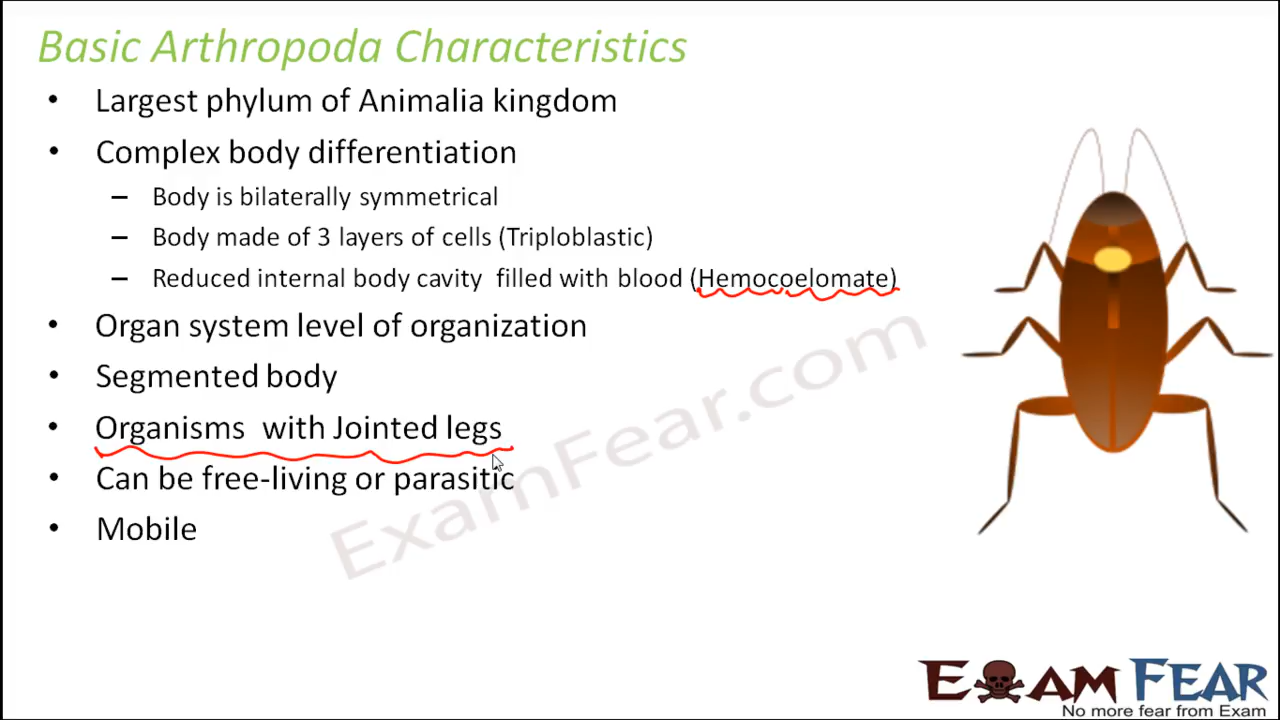 Basic Arthropoda Characteristics
• Largest phylum of Animalia kingdom
• Complex body differentiation
– Body is bilaterally symmetrical
– Body made of 3 layers of cells (Triploblastic)
– Reduced internal body cavity filled with blood (Hemocoelomate)
• Organ system level of organization
• Segmented body
• Organisms with Jointed legs
• Can be free-living or parasitic
• Mobile
ExamFear.com
EXAM FEAR
No more fear from Exam